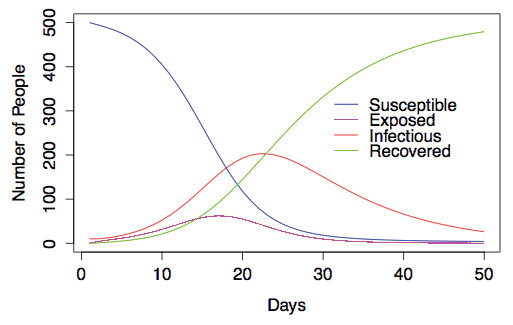 500
400
300
200
100
0
Number of People
Susceptible
Exposed
Infectious
Recovered
0 10 20 30 40 50
Days